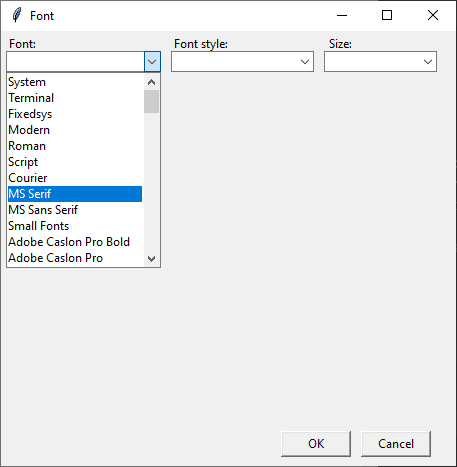 Font
Font: Font style: Size:
System
Terminal
Fixedsys
Modern
Roman
Script
Courier
MS Serif
MS Sans Serif
Small Fonts
Adobe Caslon Pro Bold
Adobe Caslon Pro
OK Cancel